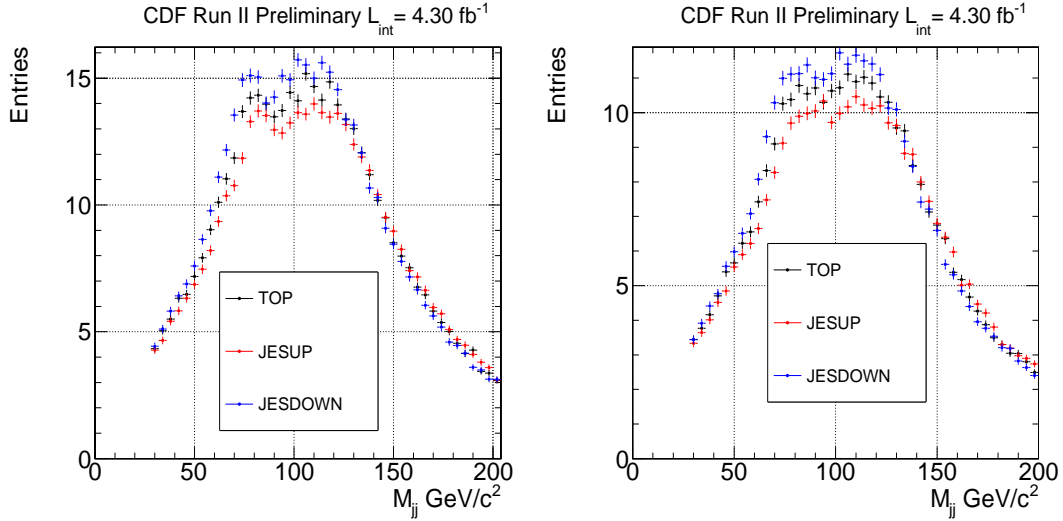 CDF Run II Preliminary L_int = 4.30 fb⁻¹
Entries
15
10
5
0
TOP
JESUP
JESDOWN
0 50 100 150 200
M_jj GeV/c²
CDF Run II Preliminary L_int = 4.30 fb⁻¹
Entries
10
5
0
TOP
JESUP
JESDOWN
0 50 100 150 200
M_jj GeV/c²